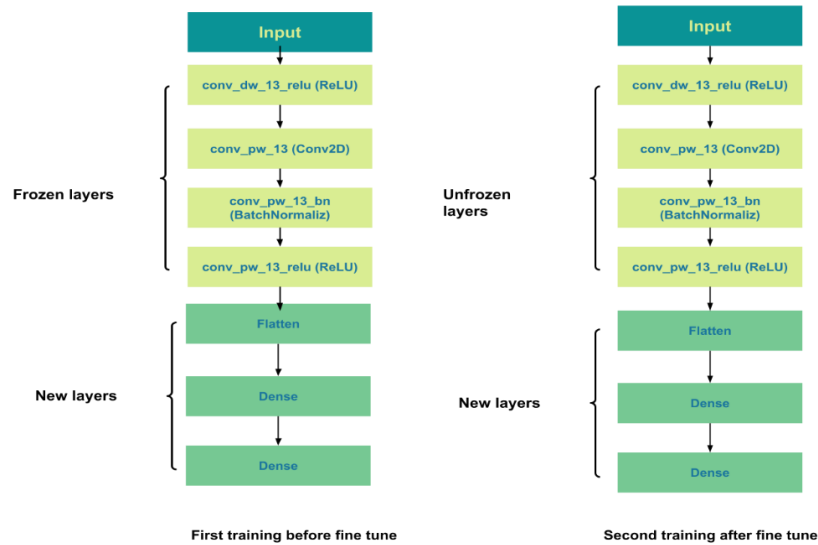 Input
conv_dw_13_relu (ReLU)
conv_pw_13 (Conv2D)
Frozen layers
conv_pw_13_bn
(BatchNormaliz)
conv_pw_13_relu (ReLU)
Flatten
New layers
Dense
Dense
First training before fine tune
Input
conv_dw_13_relu (ReLU)
conv_pw_13 (Conv2D)
Unfrozen
layers
conv_pw_13_bn
(BatchNormaliz)
conv_pw_13_relu (ReLU)
Flatten
New layers
Dense
Dense
Second training after fine tune